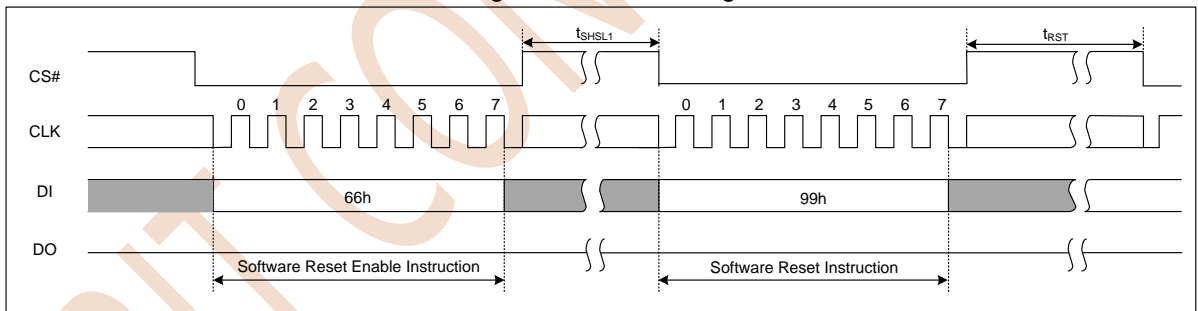 tSHSL1 tRST
CS#
0 1 2 3 4 5 6 7 0 1 2 3 4 5 6 7
CLK
DI 66h 99h
DO
Software Reset Enable Instruction Software Reset Instruction